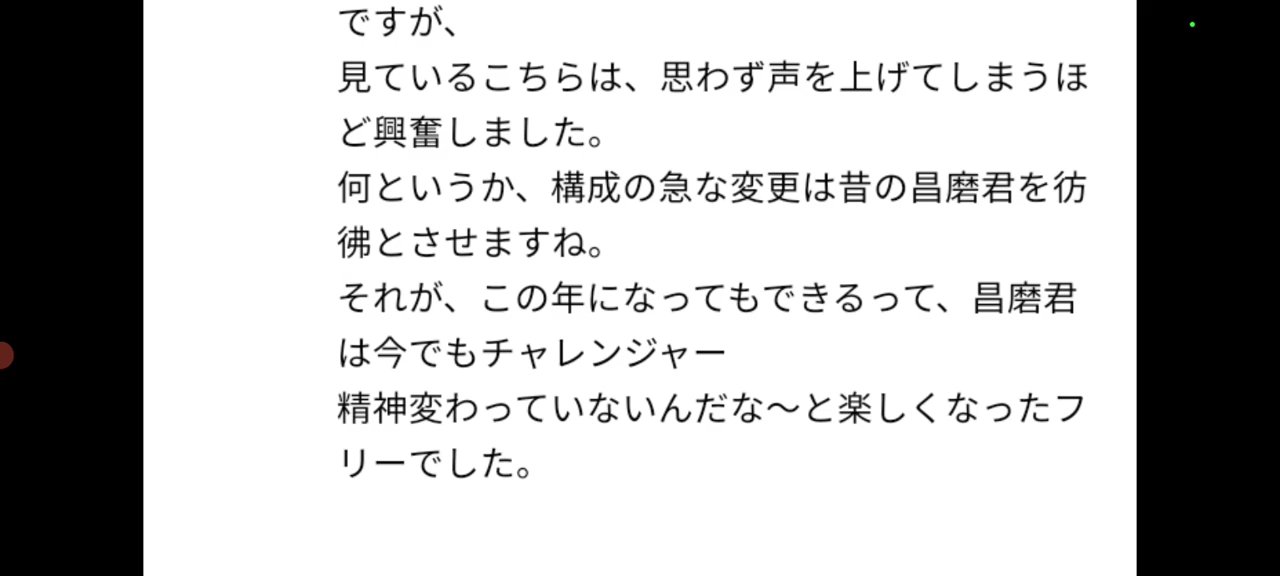 ですが、
見ているこちらは、思わず声を上げてしまうほ
ど興奮しました。
何というか、構成の急な変更は昔の昌磨君を彷
彿とさせますね。
それが、この年になってもできるって、昌磨君
は今でもチャレンジャー
精神変わっていないんだな〜と楽しくなったフ
リーでした。